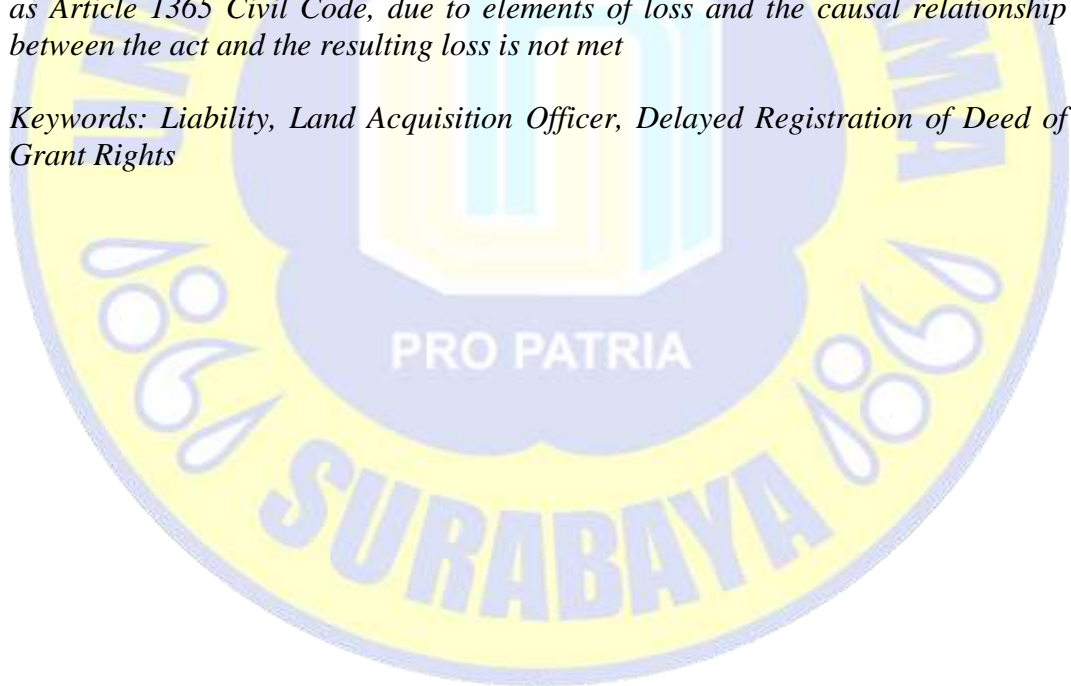 as Article 1365 Civil Code, due to elements of loss and the causal relationship
between the act and the resulting loss is not met
Keywords: Liability, Land Acquisition Officer, Delayed Registration of Deed of
Grant Rights
PRO PATRIA
SURABAYA